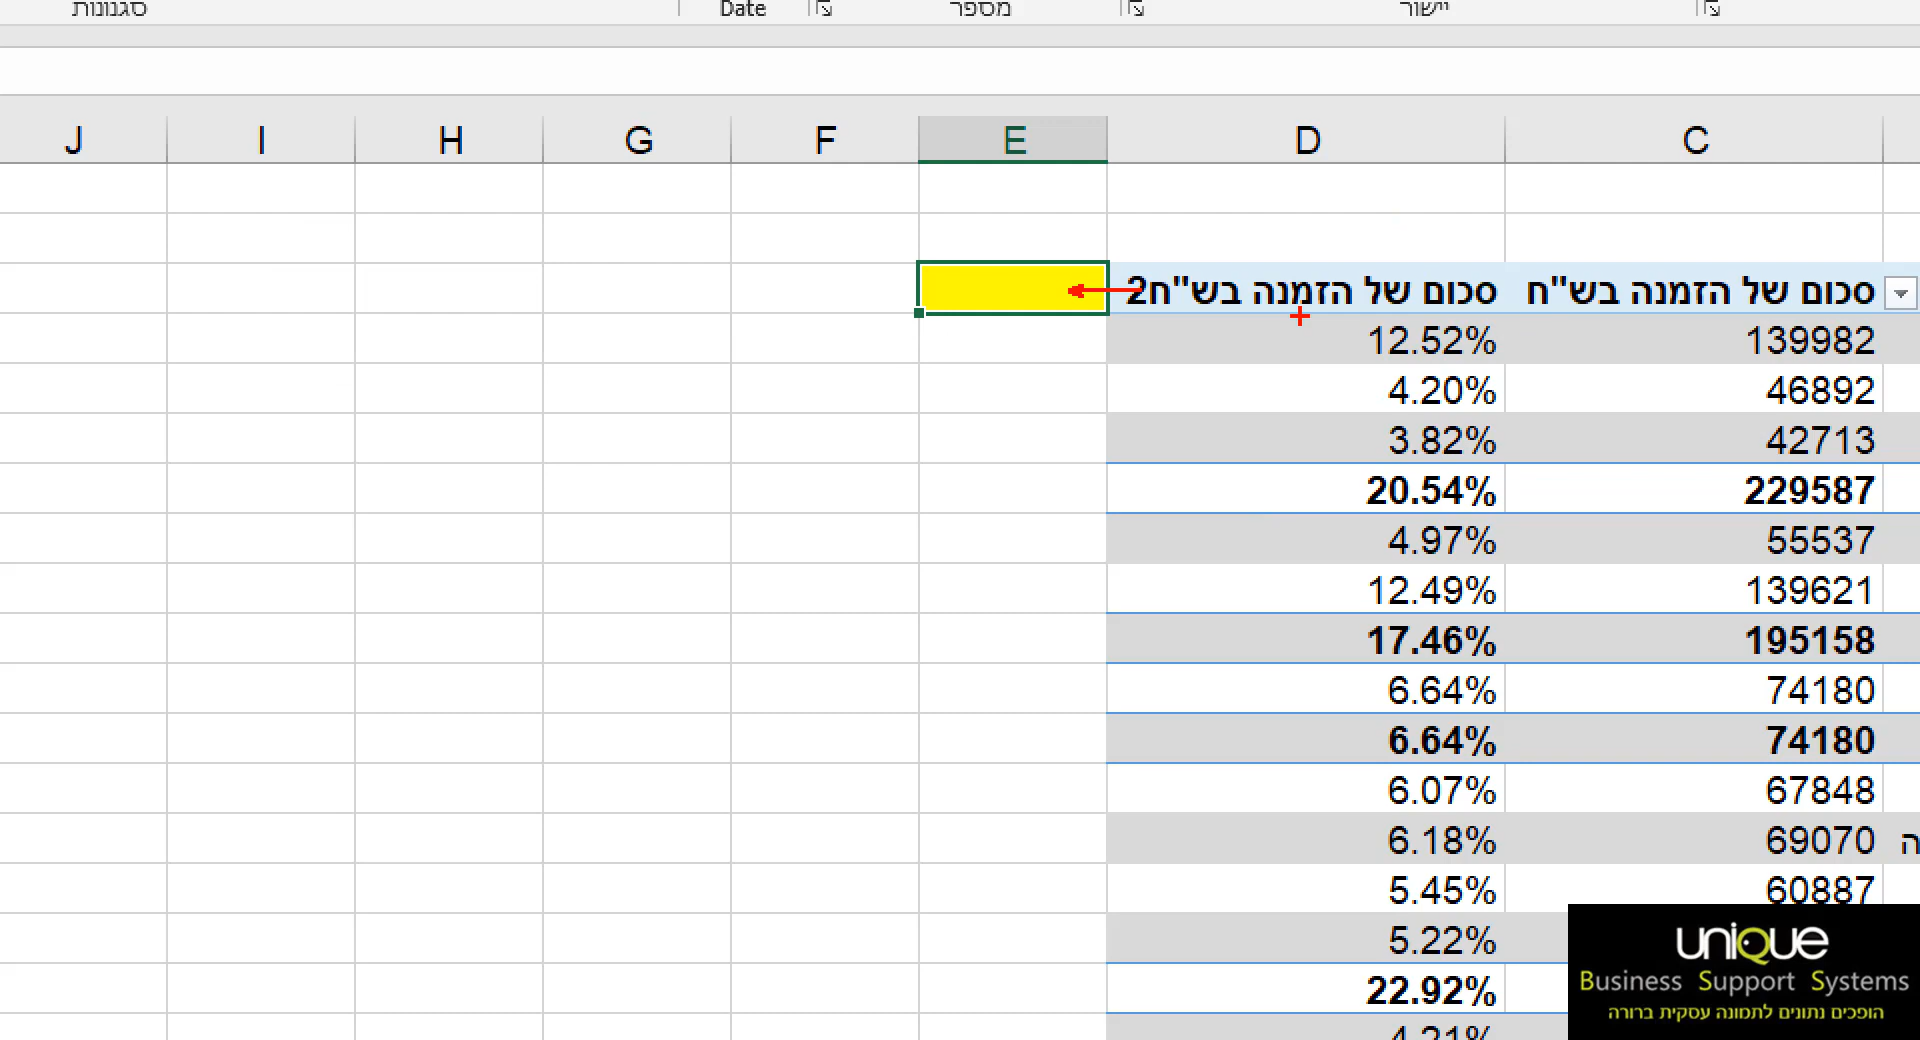 יישור מספר Date סגנונות
C D E F G H I J
סכום של הזמנה בש"ח סכום של הזמנה בש"ח2
139982 12.52%
46892 4.20%
42713 3.82%
229587 20.54%
55537 4.97%
139621 12.49%
195158 17.46%
74180 6.64%
74180 6.64%
67848 6.07%
ה 69070 6.18%
60887 5.45%
5.22%
22.92%
4.21%
unique
Business Support Systems
הופכים נתונים לתמונה עסקית ברורה